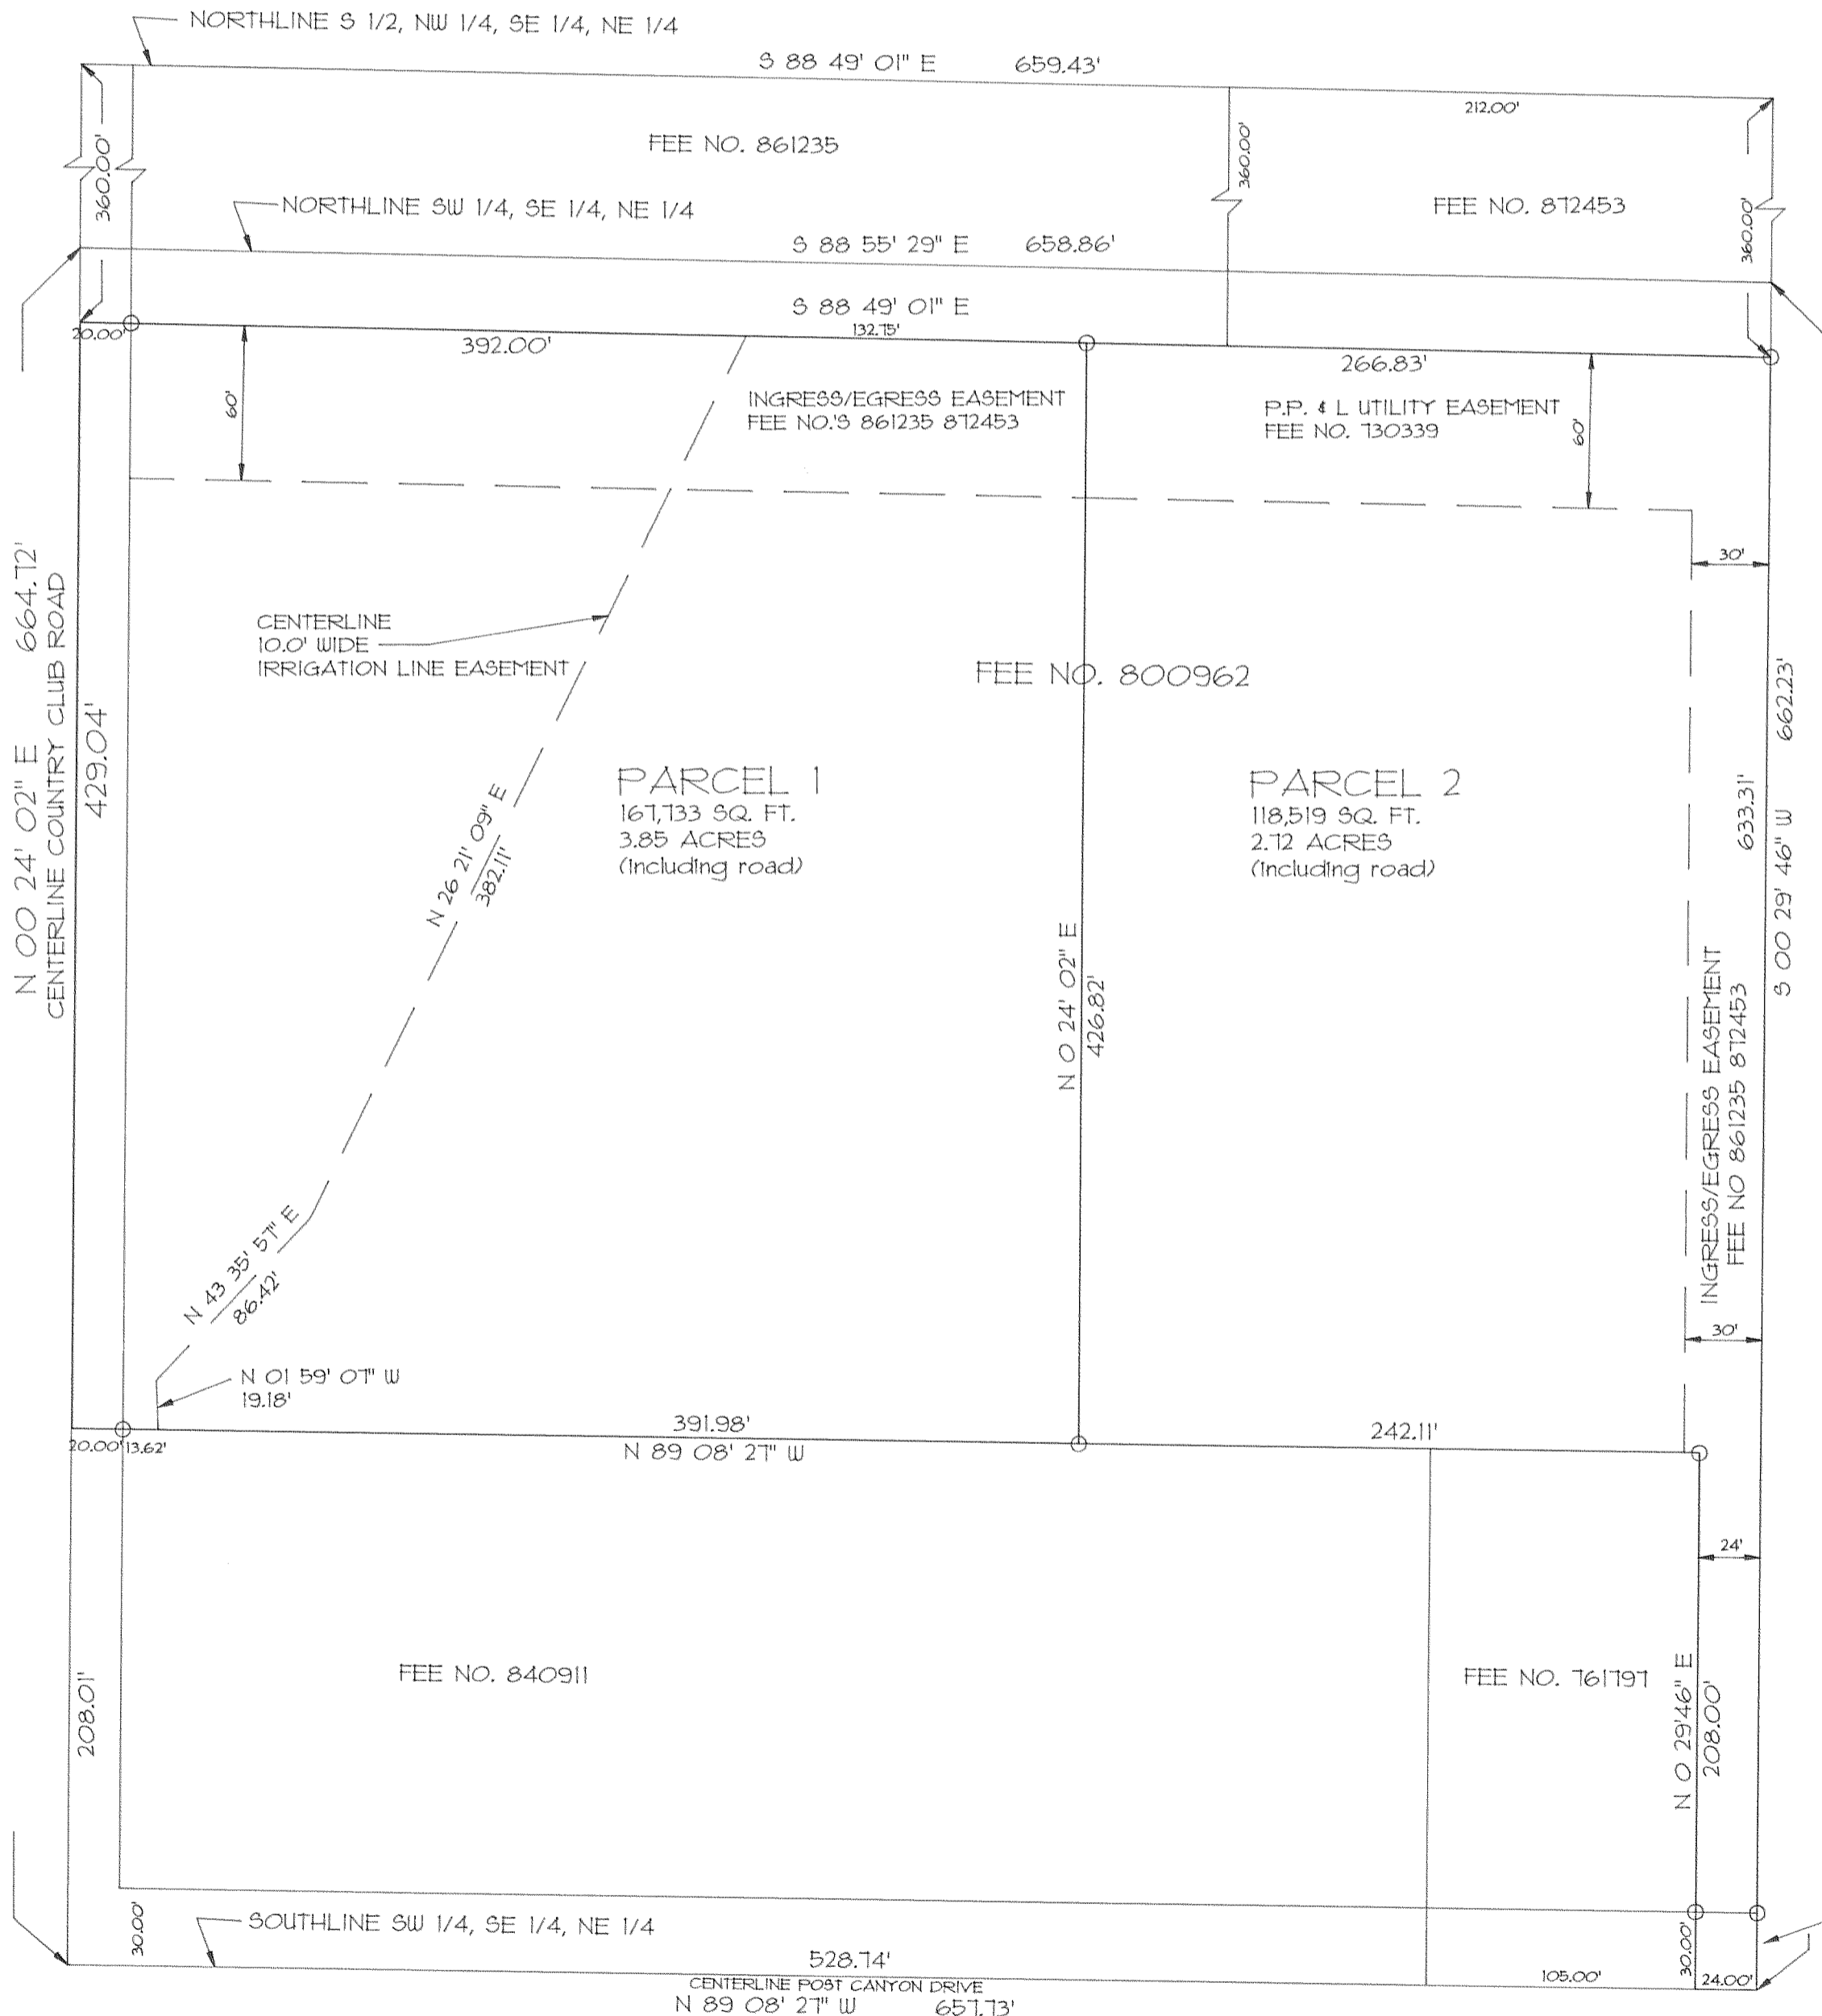 NORTHLINE S 1/2, NW 1/4, SE 1/4, NE 1/4
S 88 49' 01" E 659.43'
212.00'
360.00'
FEE NO. 861235
360.00'
FEE NO. 872453
360.00'
NORTHLINE SW 1/4, SE 1/4, NE 1/4
S 88 55' 29" E 658.86'
S 88 49' 01" E
20.00'
392.00'
132.75'
266.83'
60'
INGRESS/EGRESS EASEMENT
FEE NO.'S 861235 872453
P.P. & L UTILITY EASEMENT
FEE NO. 730339
60'
30'
N 00 24' 02" E 664.72'
CENTERLINE COUNTRY CLUB ROAD
429.04'
CENTERLINE
10.0' WIDE
IRRIGATION LINE EASEMENT
FEE NO. 800962
PARCEL 1
167,733 SQ. FT.
3.85 ACRES
(including road)
PARCEL 2
118,519 SQ. FT.
2.72 ACRES
(including road)
N 26 21' 09" E
382.11'
N 0 24' 02" E
426.82'
633.31'
S 00 29' 46" W 662.23'
INGRESS/EGRESS EASEMENT
FEE NO 861235 872453
N 43 35' 57" E
86.42'
30'
N 01 59' 07" W
19.18'
20.00'
13.62'
391.98'
N 89 08' 27" W
242.11'
24'
208.01'
FEE NO. 840911
FEE NO. 761797
N 0 29'46" E
208.00'
30.00'
SOUTHLINE SW 1/4, SE 1/4, NE 1/4
528.74'
CENTERLINE POST CANYON DRIVE
N 89 08' 27" W 657.73'
105.00'
30.00'
24.00'